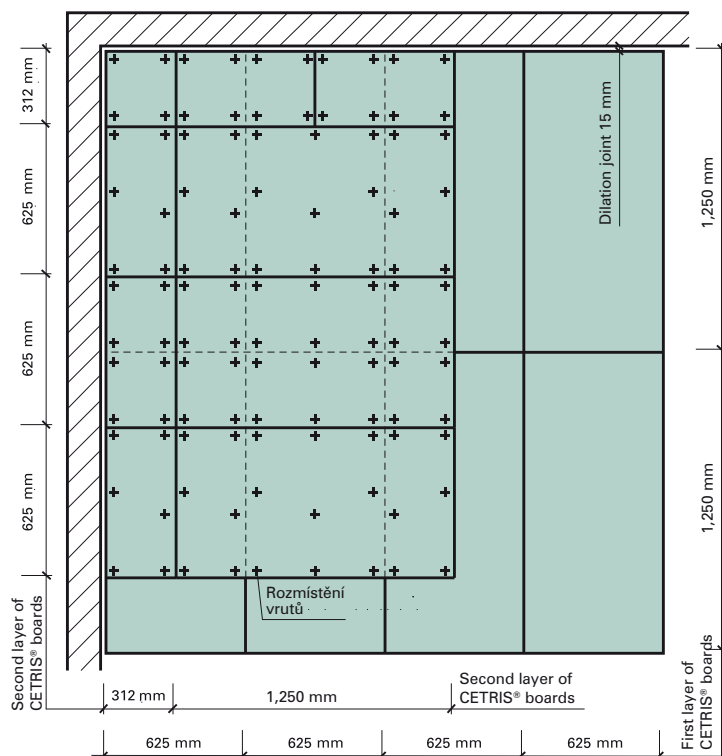 312 mm
625 mm
625 mm
625 mm
Second layer of
CETRIS® boards
Dilation joint 15 mm
1,250 mm
1,250 mm
First layer of
CETRIS® boards
Rozmístění
vrutů
312 mm
1,250 mm
Second layer of
CETRIS® boards
625 mm
625 mm
625 mm
625 mm